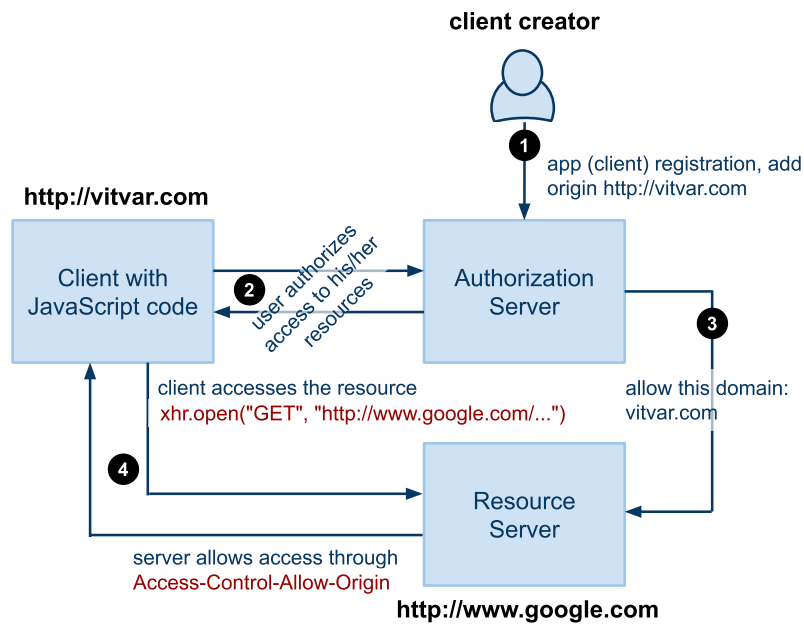 client creator
1
app (client) registration, add
origin http://vitvar.com
http://vitvar.com
Client with
JavaScript code
2
user authorizes
access to his/her
resources
Authorization
Server
3
allow this domain:
vitvar.com
client accesses the resource
xhr.open("GET", "http://www.google.com/...")
4
Resource
Server
server allows access through
Access-Control-Allow-Origin
http://www.google.com